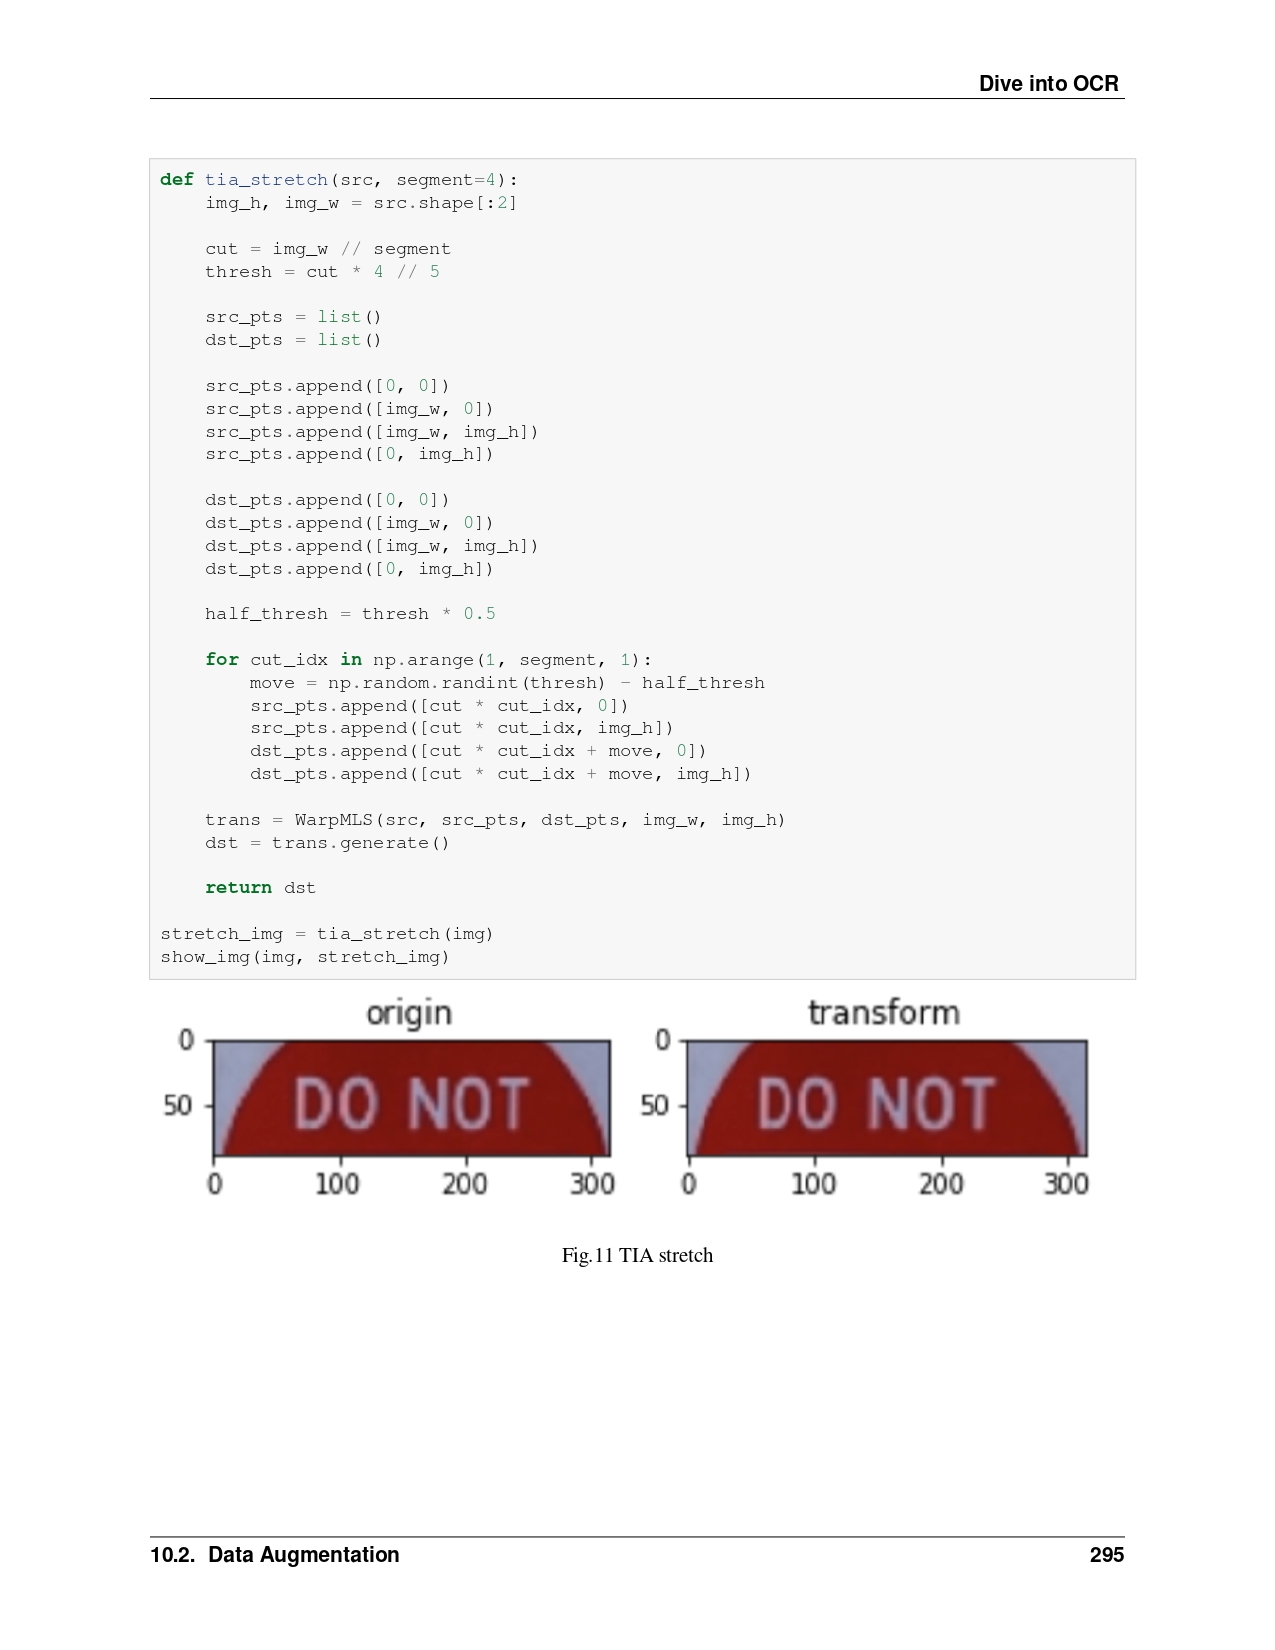 Dive into OCR
def tia_stretch(src, segment=4):
    img_h, img_w = src.shape[:2]

    cut = img_w // segment
    thresh = cut * 4 // 5

    src_pts = list()
    dst_pts = list()

    src_pts.append([0, 0])
    src_pts.append([img_w, 0])
    src_pts.append([img_w, img_h])
    src_pts.append([0, img_h])

    dst_pts.append([0, 0])
    dst_pts.append([img_w, 0])
    dst_pts.append([img_w, img_h])
    dst_pts.append([0, img_h])

    half_thresh = thresh * 0.5

    for cut_idx in np.arange(1, segment, 1):
        move = np.random.randint(thresh) - half_thresh
        src_pts.append([cut * cut_idx, 0])
        src_pts.append([cut * cut_idx, img_h])
        dst_pts.append([cut * cut_idx + move, 0])
        dst_pts.append([cut * cut_idx + move, img_h])

    trans = WarpMLS(src, src_pts, dst_pts, img_w, img_h)
    dst = trans.generate()

    return dst

stretch_img = tia_stretch(img)
show_img(img, stretch_img)
origin
0
50
DO NOT
0 100 200 300
transform
0
50
DO NOT
0 100 200 300
Fig.11 TIA stretch
10.2. Data Augmentation 295